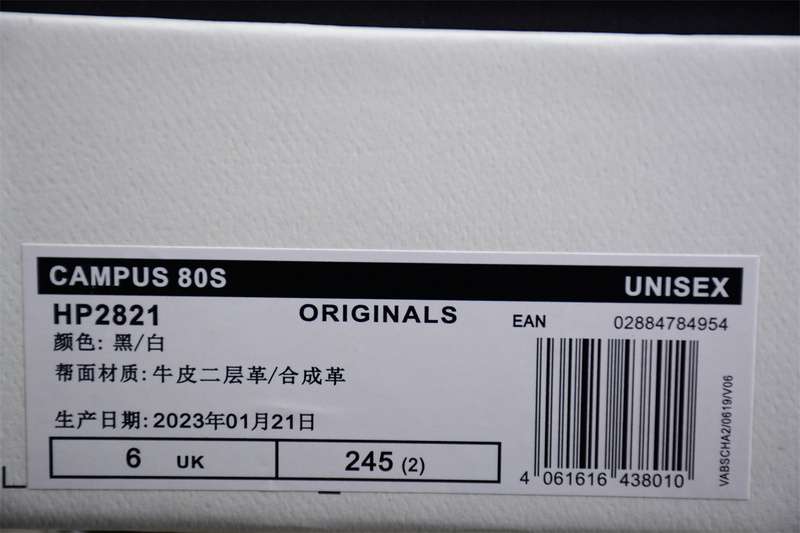 CAMPUS 80S UNISEX
HP2821 ORIGINALS EAN 02884784954
颜色: 黑/白
帮面材质: 牛皮二层革/合成革
生产日期: 2023年01月21日
6 UK 245 (2)
4 061616 438010
VABSCHA2/0619/V06